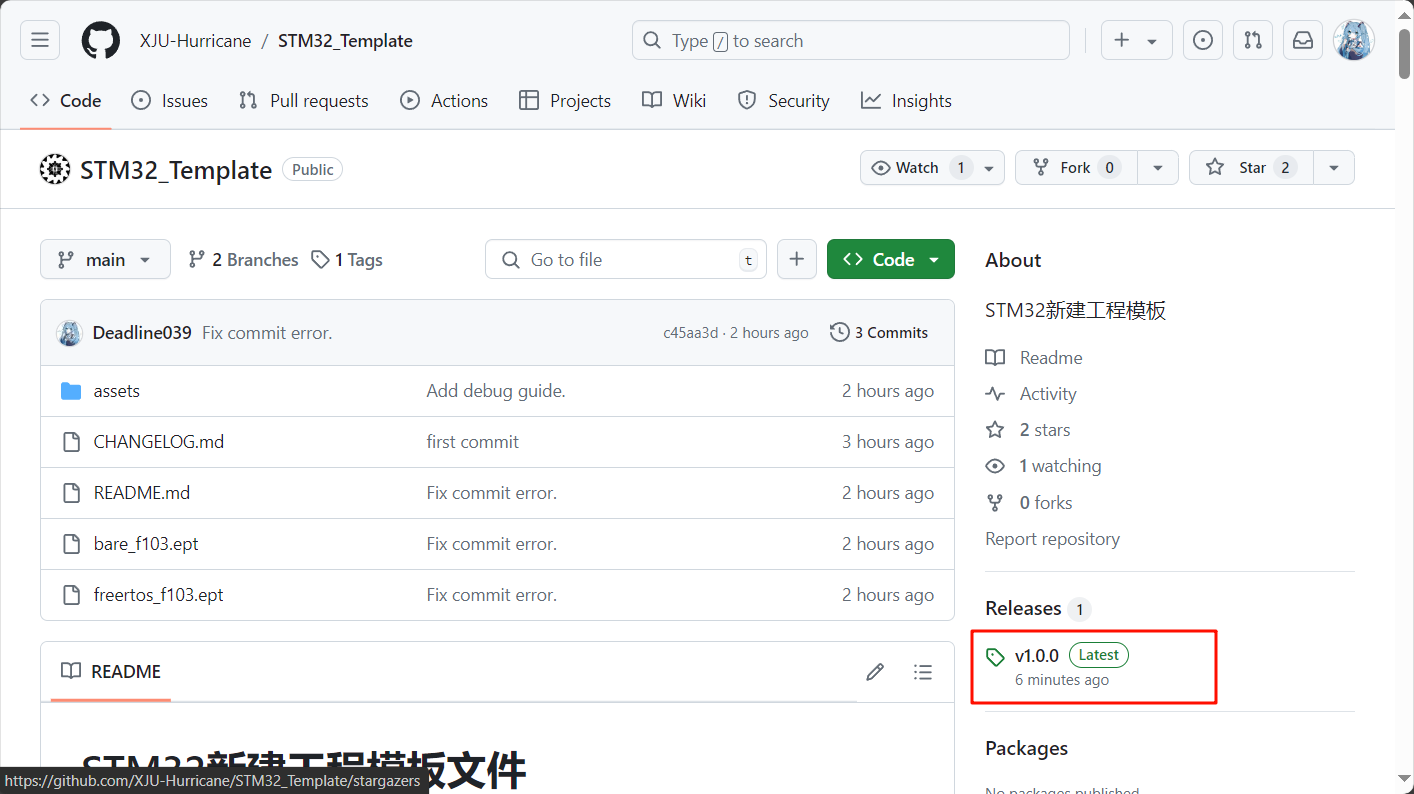 XJU-Hurricane / STM32_Template
Type / to search
Code Issues Pull requests Actions Projects Wiki Security Insights
STM32_Template Public
Watch 1 Fork 0 Star 2
main 2 Branches 1 Tags Go to file t Code
Deadline039 Fix commit error. c45aa3d · 2 hours ago 3 Commits
assets Add debug guide. 2 hours ago
CHANGELOG.md first commit 3 hours ago
README.md Fix commit error. 2 hours ago
bare_f103.ept Fix commit error. 2 hours ago
freertos_f103.ept Fix commit error. 2 hours ago
README
STM32新建工程模板文件
https://github.com/XJU-Hurricane/STM32_Template/stargazers
About
STM32新建工程模板
Readme
Activity
2 stars
1 watching
0 forks
Report repository
Releases 1
v1.0.0 Latest
6 minutes ago
Packages
No packages published